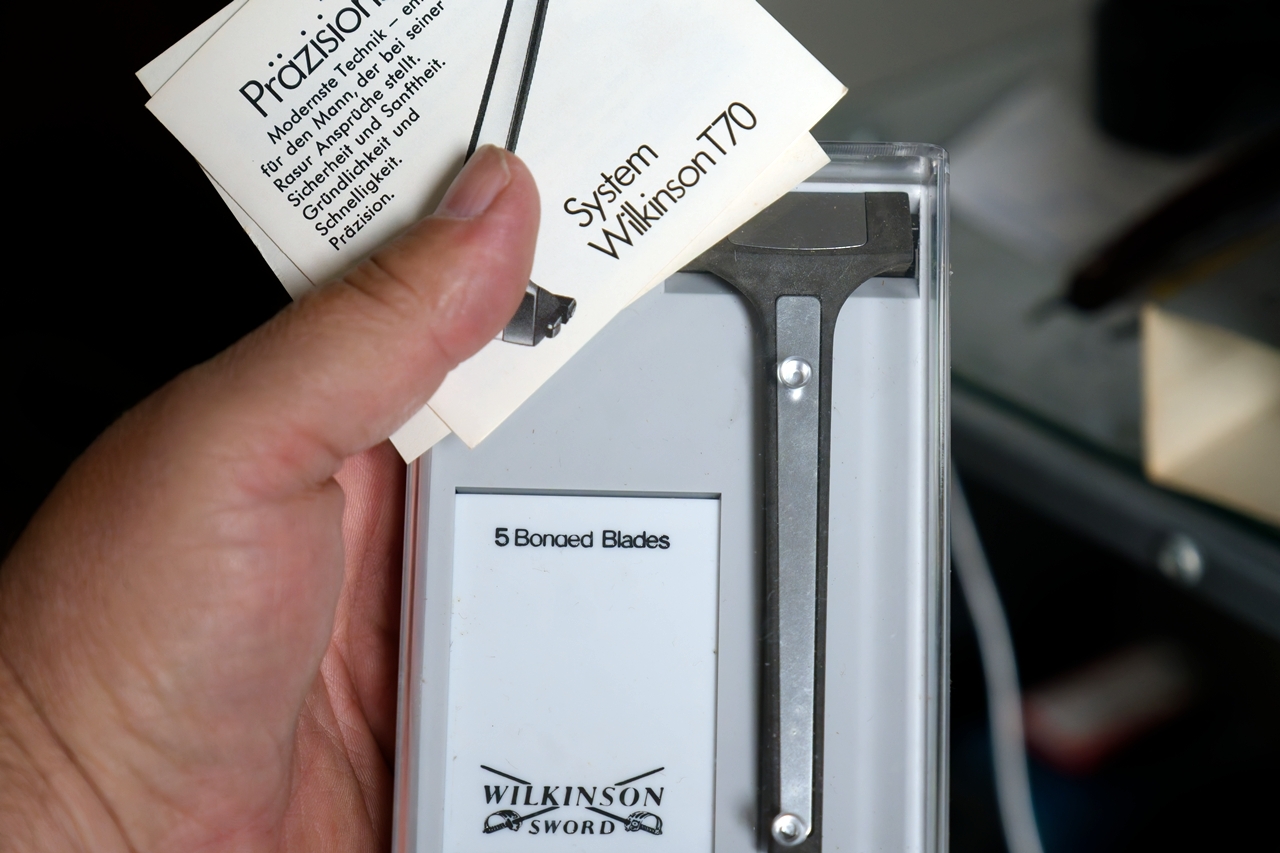 Präzision
Modernste Technik –
für den Mann, der bei seiner
Rasur Ansprüche stellt.
Sicherheit und Sanftheit.
Gründlichkeit und
Schnelligkeit.
Präzision.
System
Wilkinson T70
5 Bonded Blades
WILKINSON
SWORD